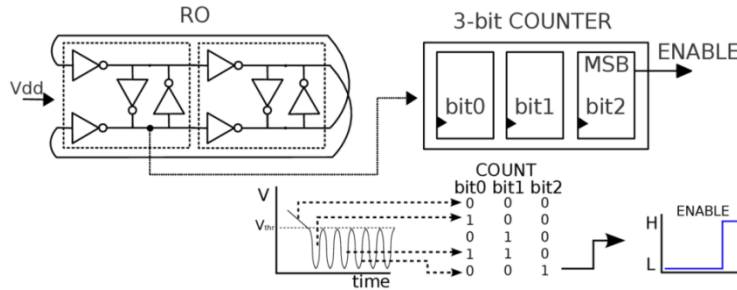 RO
3-bit COUNTER
MSB
ENABLE
Vdd
bit0 bit1 bit2
COUNT
V
bit0 bit1 bit2
0 0 0
Vthr
1 0 0
0 1 0
1 1 0
0 0 1
time
H
ENABLE
L